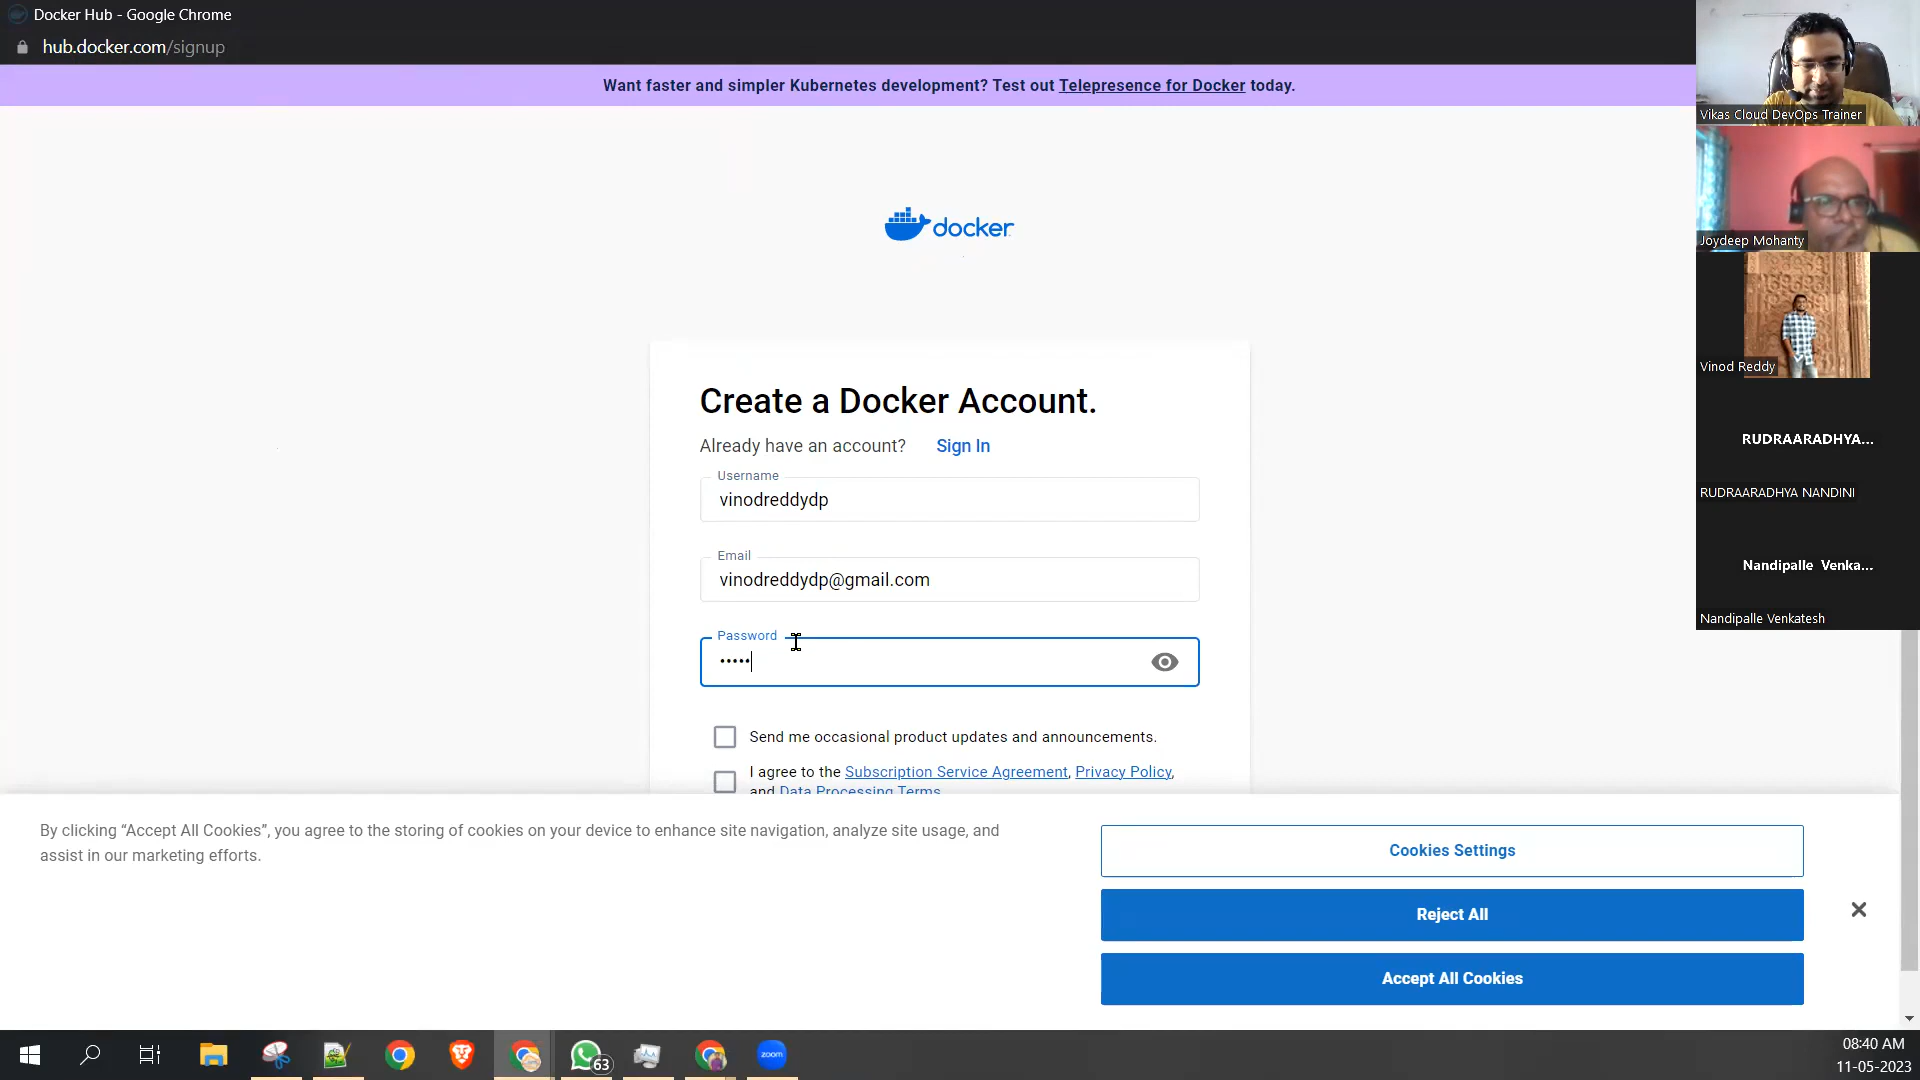 Docker Hub - Google Chrome
hub.docker.com/signup
Want faster and simpler Kubernetes development? Test out Telepresence for Docker today.
docker
Create a Docker Account.
Already have an account? Sign In
Username
vinodreddydp
Email
vinodreddydp@gmail.com
Password
•••••
Send me occasional product updates and announcements.
I agree to the Subscription Service Agreement, Privacy Policy,
and Data Processing Terms
By clicking “Accept All Cookies”, you agree to the storing of cookies on your device to enhance site navigation, analyze site usage, and
assist in our marketing efforts.
Cookies Settings
Reject All
Accept All Cookies
Vikas Cloud DevOps Trainer
Joydeep Mohanty
Vinod Reddy
RUDRAARADHYA...
RUDRAARADHYA NANDINI
Nandipalle Venka...
Nandipalle Venkatesh
63
zoom
08:40 AM
11-05-2023